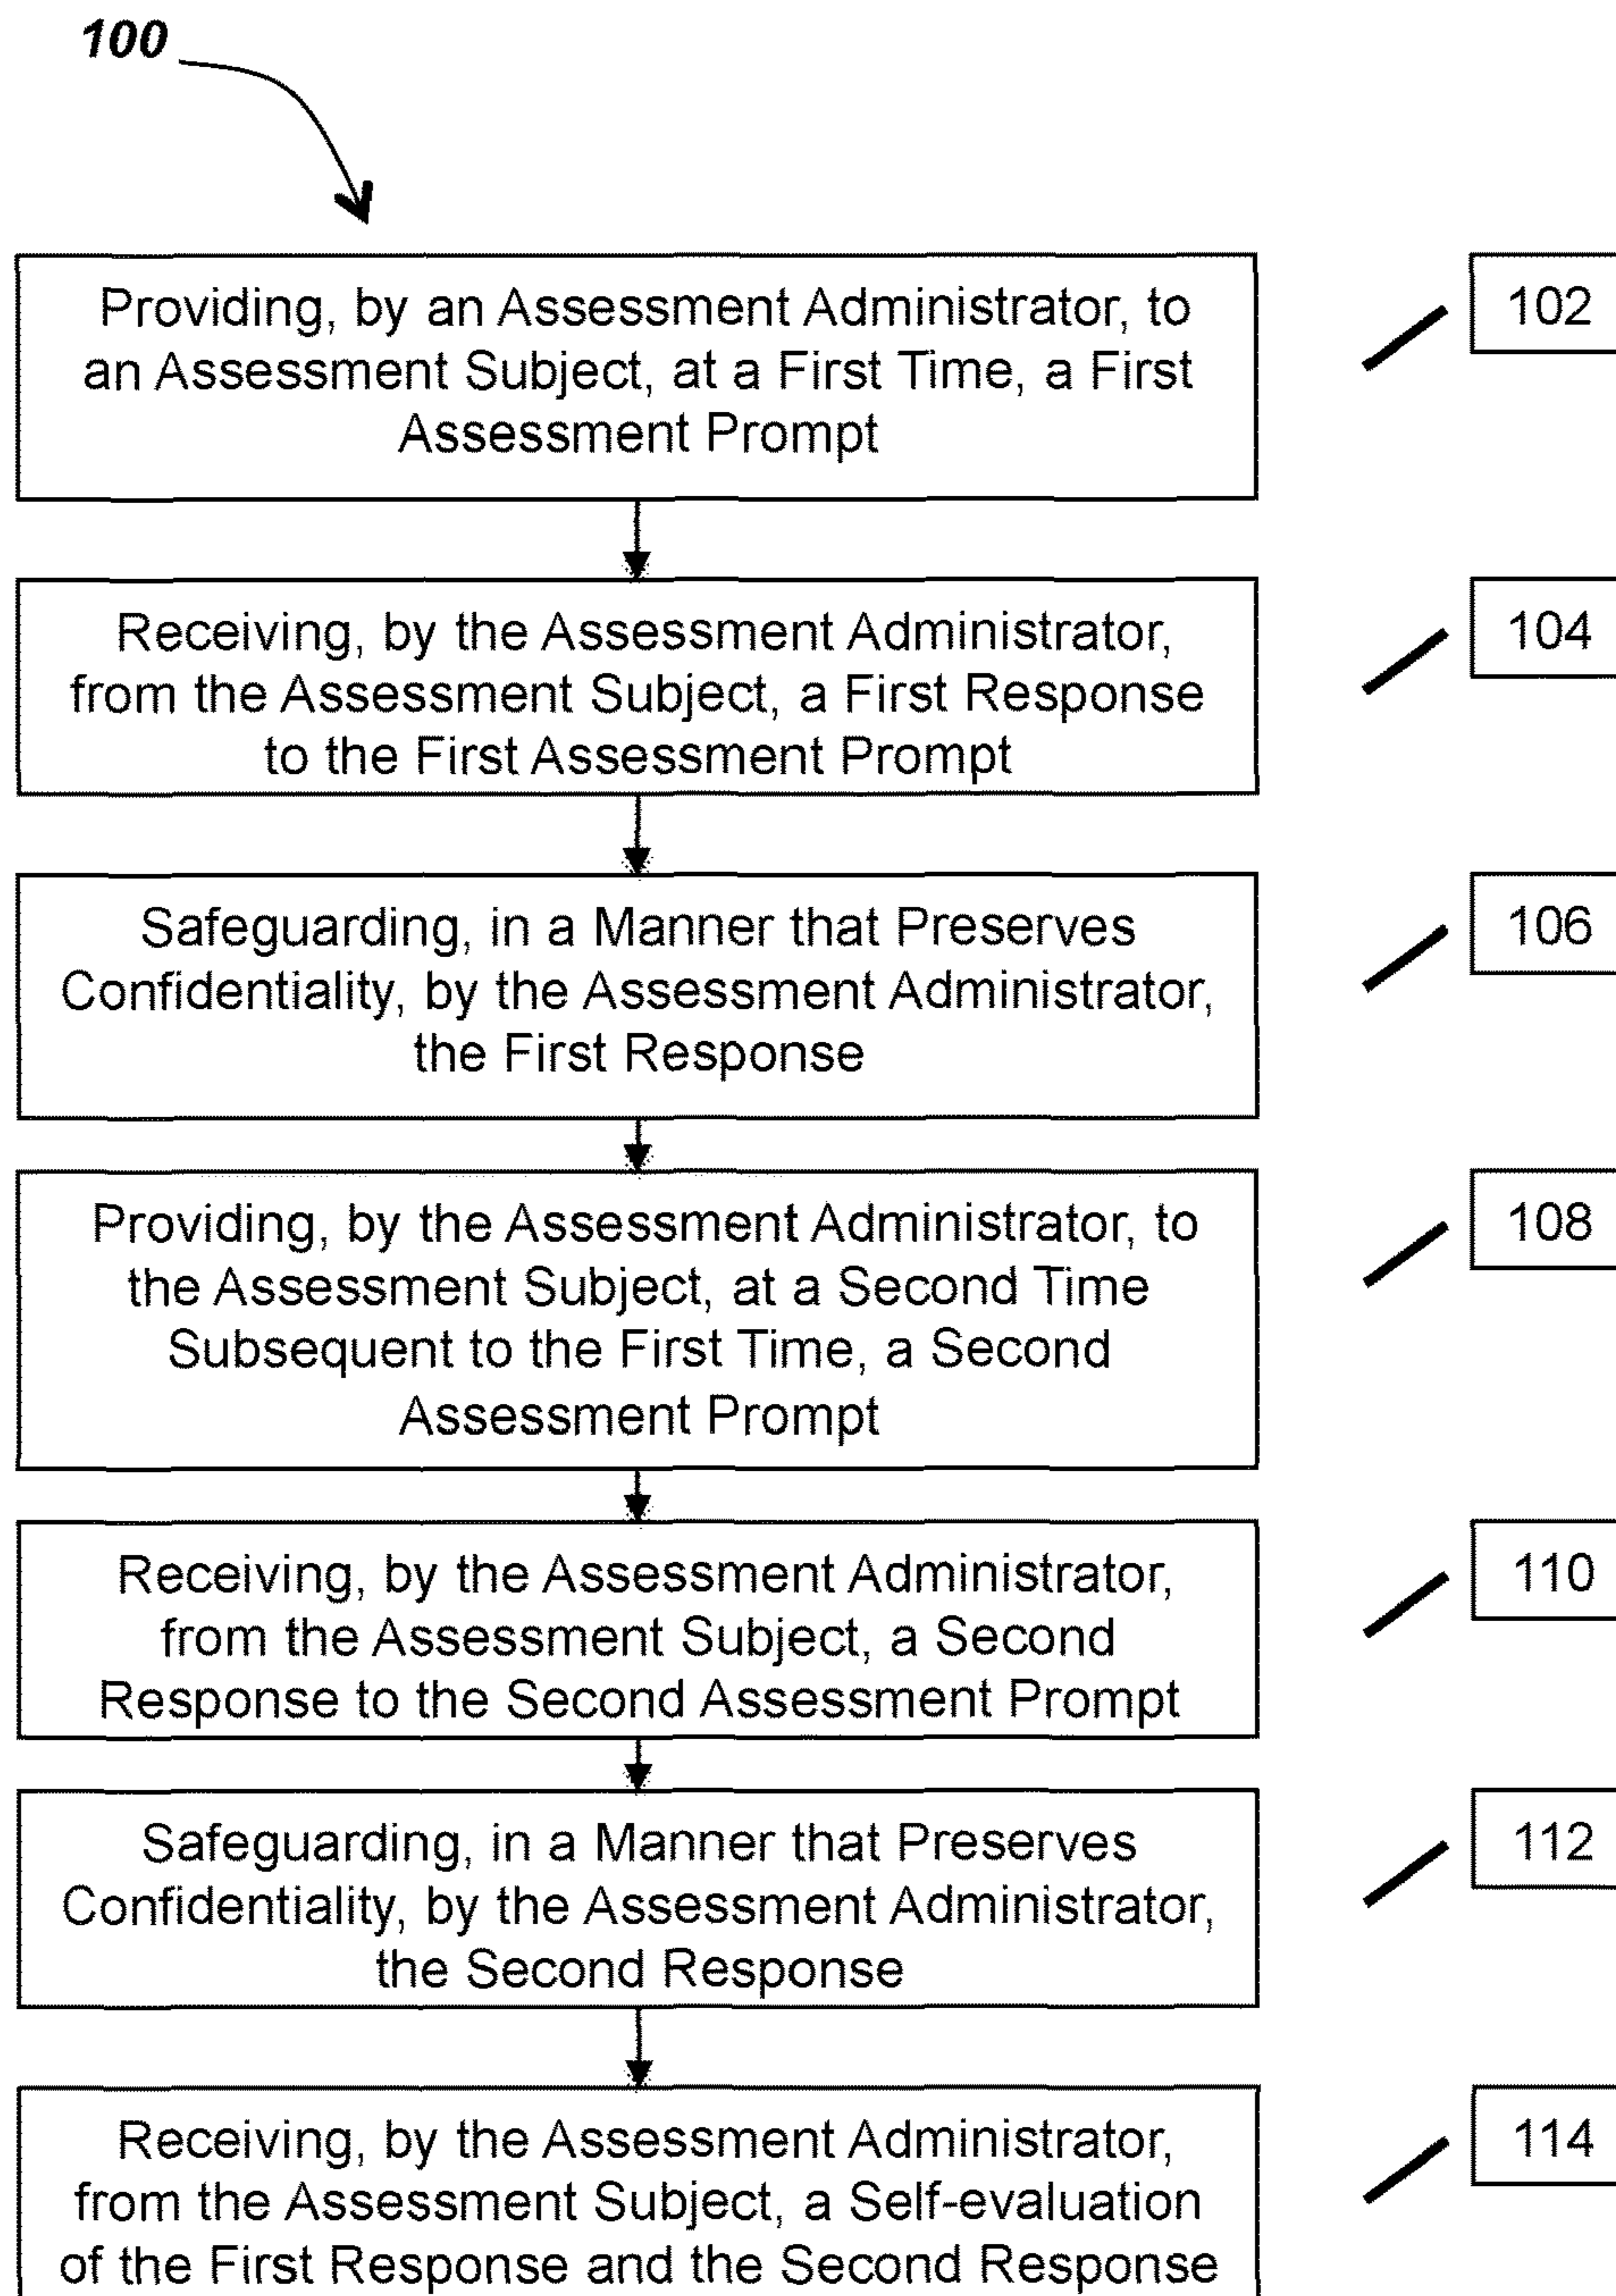 100
Providing, by an Assessment Administrator, to
an Assessment Subject, at a First Time, a First
Assessment Prompt
102
Receiving, by the Assessment Administrator,
from the Assessment Subject, a First Response
to the First Assessment Prompt
104
Safeguarding, in a Manner that Preserves
Confidentiality, by the Assessment Administrator,
the First Response
106
Providing, by the Assessment Administrator, to
the Assessment Subject, at a Second Time
Subsequent to the First Time, a Second
Assessment Prompt
108
Receiving, by the Assessment Administrator,
from the Assessment Subject, a Second
Response to the Second Assessment Prompt
110
Safeguarding, in a Manner that Preserves
Confidentiality, by the Assessment Administrator,
the Second Response
112
Receiving, by the Assessment Administrator,
from the Assessment Subject, a Self-evaluation
of the First Response and the Second Response
114